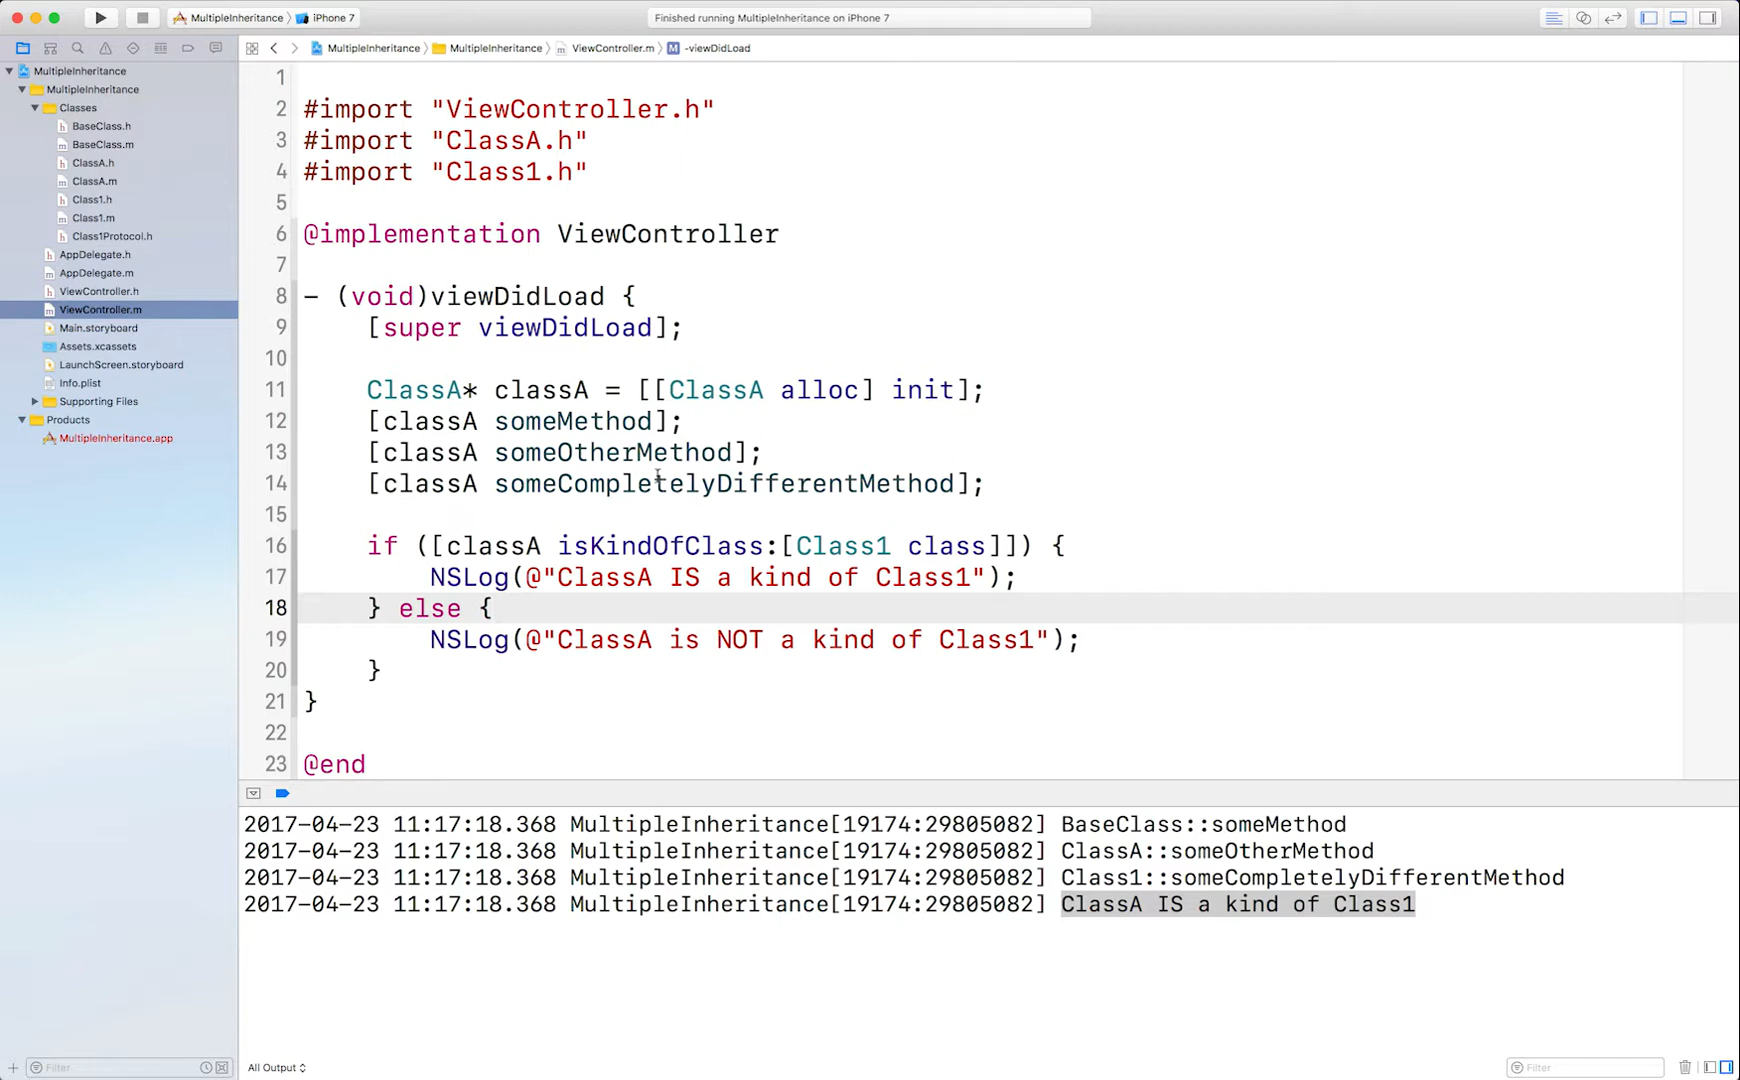 MultipleInheritance > iPhone 7
Finished running MultipleInheritance on iPhone 7
MultipleInheritance > MultipleInheritance > ViewController.m > M -viewDidLoad
MultipleInheritance
MultipleInheritance
Classes
h BaseClass.h
m BaseClass.m
h ClassA.h
m ClassA.m
h Class1.h
m Class1.m
h Class1Protocol.h
h AppDelegate.h
m AppDelegate.m
h ViewController.h
m ViewController.m
Main.storyboard
Assets.xcassets
LaunchScreen.storyboard
Info.plist
Supporting Files
Products
MultipleInheritance.app
Filter
1
2 #import "ViewController.h"
3 #import "ClassA.h"
4 #import "Class1.h"
5
6 @implementation ViewController
7
8 - (void)viewDidLoad {
9 [super viewDidLoad];
10
11 ClassA* classA = [[ClassA alloc] init];
12 [classA someMethod];
13 [classA someOtherMethod];
14 [classA someCompletelyDifferentMethod];
15
16 if ([classA isKindOfClass:[Class1 class]]) {
17 NSLog(@"ClassA IS a kind of Class1");
18 } else {
19 NSLog(@"ClassA is NOT a kind of Class1");
20 }
21 }
22
23 @end
2017-04-23 11:17:18.368 MultipleInheritance[19174:29805082] BaseClass::someMethod
2017-04-23 11:17:18.368 MultipleInheritance[19174:29805082] ClassA::someOtherMethod
2017-04-23 11:17:18.368 MultipleInheritance[19174:29805082] Class1::someCompletelyDifferentMethod
2017-04-23 11:17:18.368 MultipleInheritance[19174:29805082] ClassA IS a kind of Class1
All Output
Filter